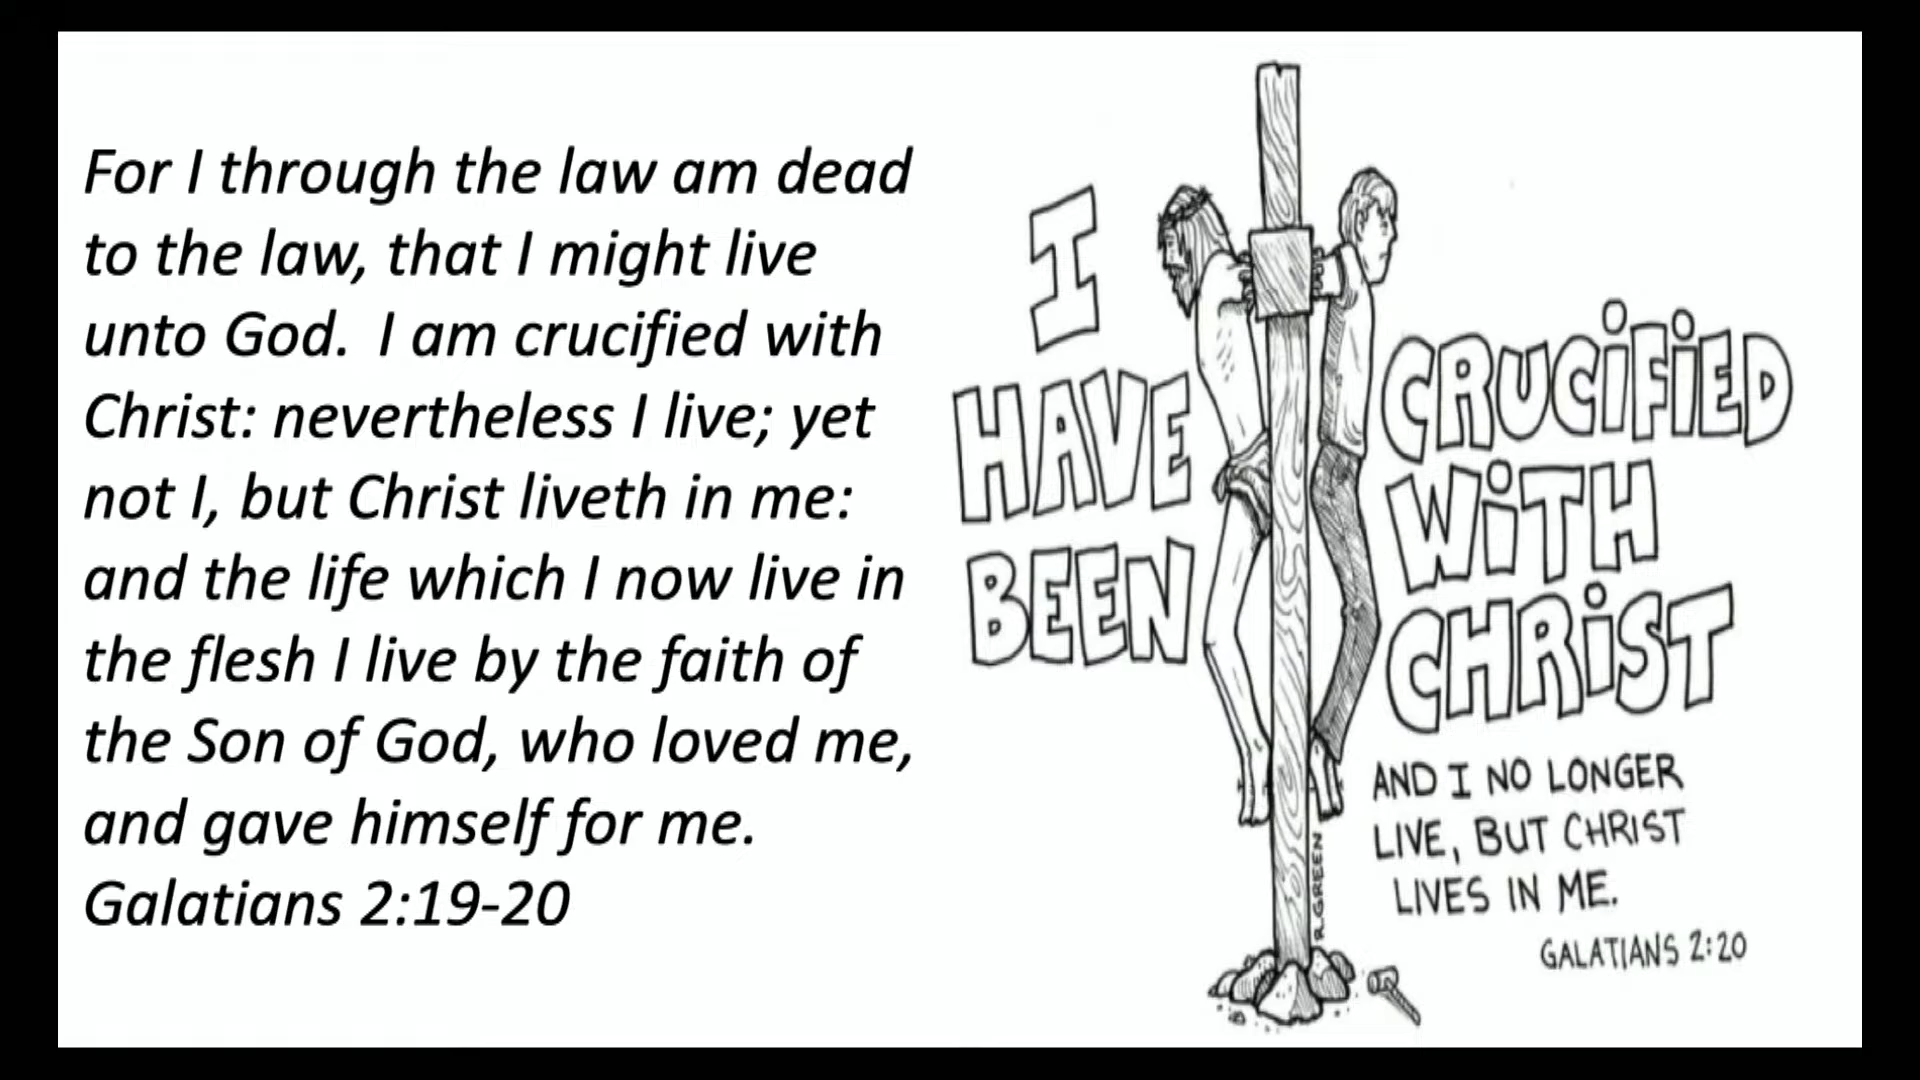 For I through the law am dead
to the law, that I might live
unto God.  I am crucified with
Christ: nevertheless I live; yet
not I, but Christ liveth in me:
and the life which I now live in
the flesh I live by the faith of
the Son of God, who loved me,
and gave himself for me.
Galatians 2:19-20
I
HAVE
BEEN
CRUCiFiED
WiTH
CHRiST
AND I NO LONGER
LIVE, BUT CHRIST
LIVES IN ME.
GALATIANS 2:20
R.GREEN